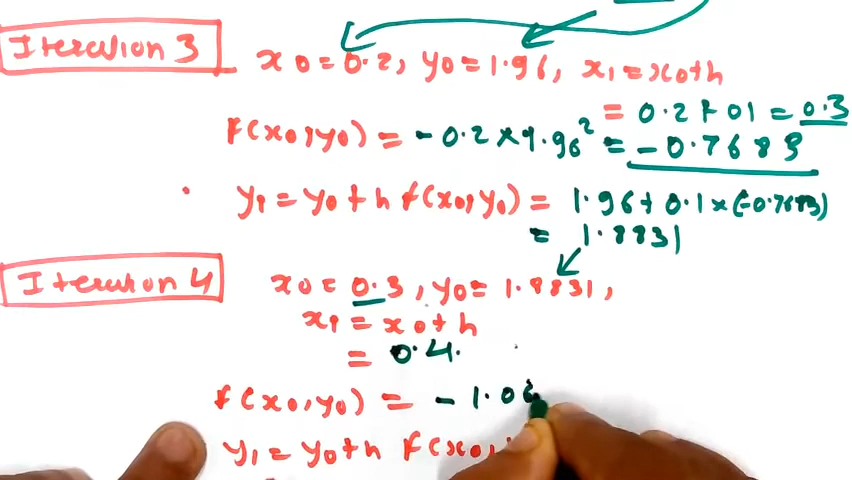 Iteration 3
x0 = 0.2, y0 = 1.96, x1 = x0+h
= 0.2 + 01 = 0.3
f(x0,y0) = -0.2×1.96² = -0.7683
y1 = y0 + h f(x0,y0) = 1.96 + 0.1×(-0.7683)
= 1.8831
Iteration 4
x0 = 0.3, y0 = 1.8831,
x1 = x0+h
= 0.4.
f(x0,y0) = -1.06
y1 = y0+h f(x0,